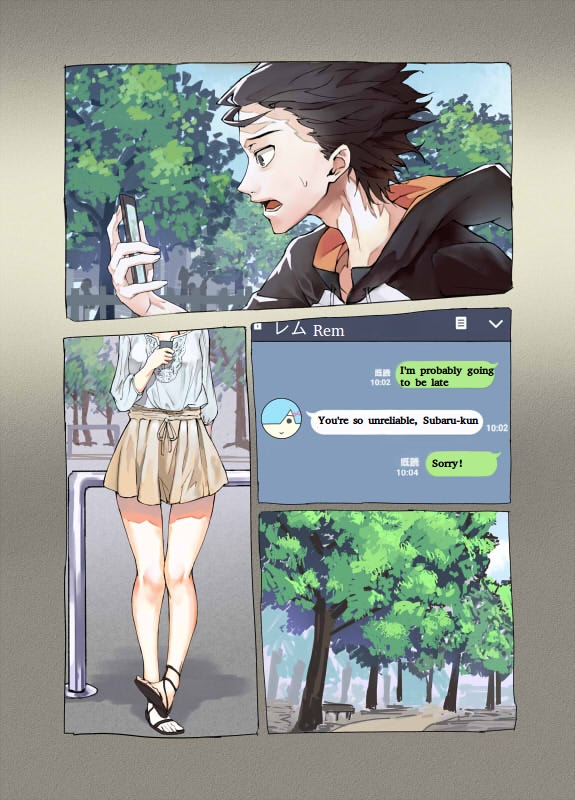 レム Rem
I'm probably going
to be late
既読
10:02
You're so unreliable, Subaru-kun
10:02
Sorry!
既読
10:04